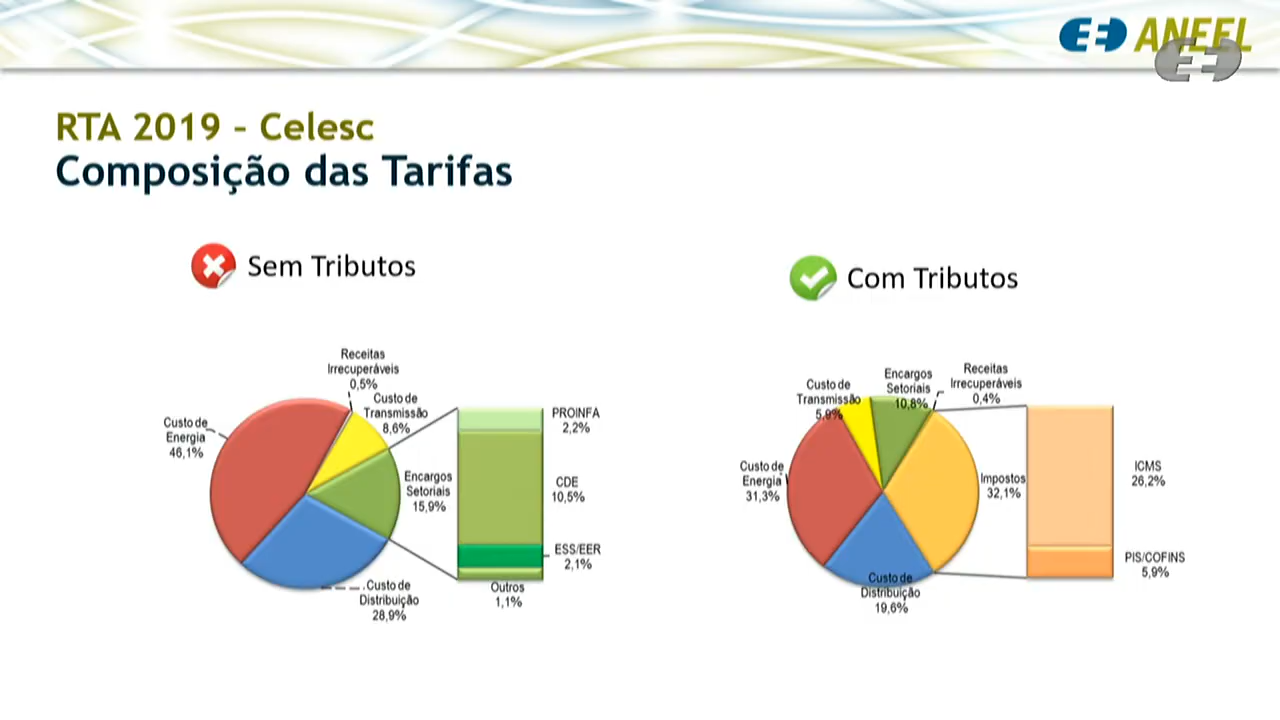 ANEEL
RTA 2019 – Celesc
Composição das Tarifas
Sem Tributos
Receitas
Irrecuperáveis
0,5%
Custo de
Transmissão
8,6%
Custo de
Energia
46,1%
Encargos
Setoriais
15,9%
Custo de
Distribuição
28,9%
PROINFA
2,2%
CDE
10,5%
ESS/EER
2,1%
Outros
1,1%
Com Tributos
Custo de
Transmissão
5,8%
Encargos
Setoriais
10,8%
Receitas
Irrecuperáveis
0,4%
Custo de
Energia
31,3%
Impostos
32,1%
Custo de
Distribuição
19,6%
ICMS
26,2%
PIS/COFINS
5,9%